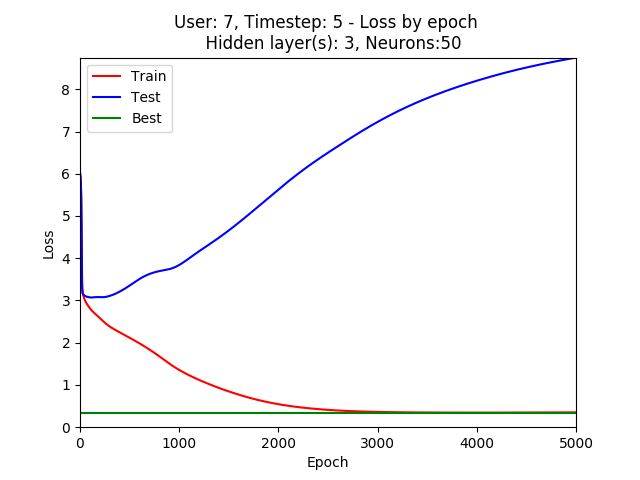 User: 7, Timestep: 5 - Loss by epoch
Hidden layer(s): 3, Neurons:50
Train
Test
Best
8
7
6
5
4
3
2
1
0
Loss
0
1000
2000
3000
4000
5000
Epoch